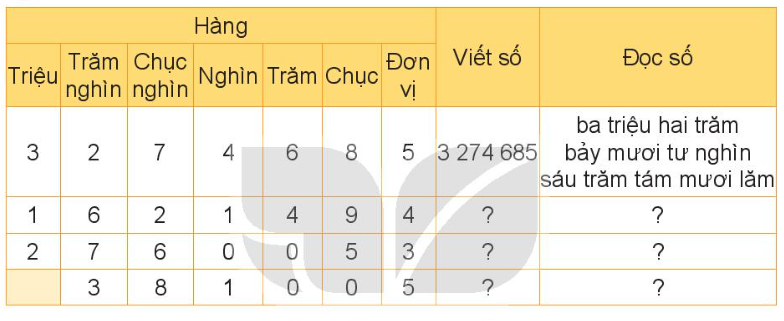 Hàng Viết số Đọc số
Triệu Trăm nghìn Chục nghìn Nghìn Trăm Chục Đơn vị
3 2 7 4 6 8 5 3 274 685 ba triệu hai trăm
bảy mươi tư nghìn
sáu trăm tám mươi lăm
1 6 2 1 4 9 4 ? ?
2 7 6 0 0 5 3 ? ?
3 8 1 0 0 5 ? ?